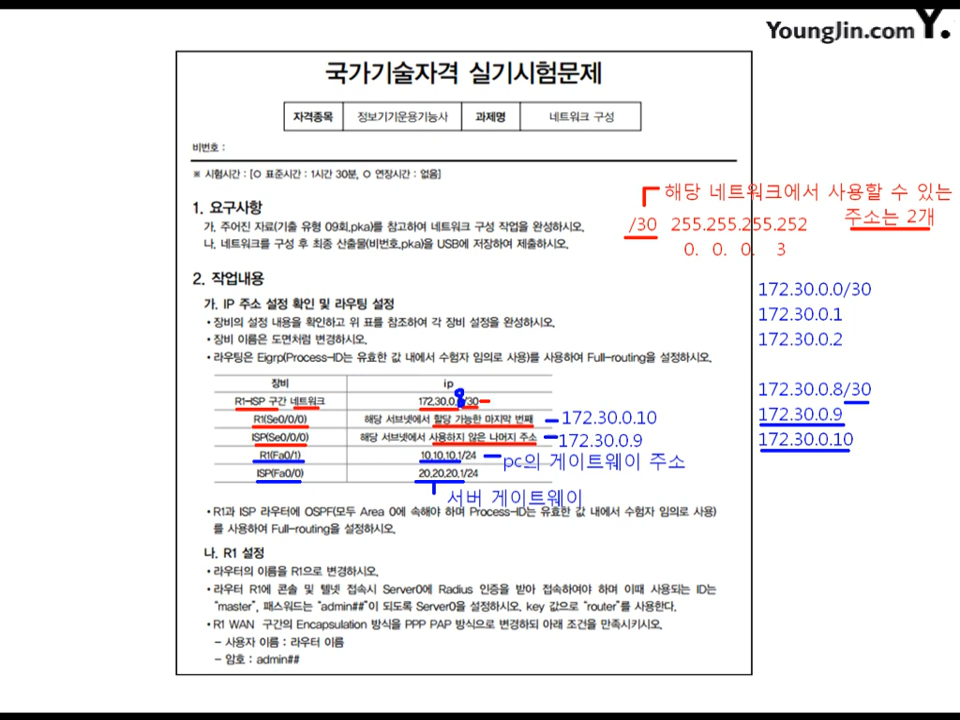 YoungJin.com Y.
국가기술자격 실기시험문제
자격종목 정보기기운용기능사 과제명 네트워크 구성
비번호 :
※ 시험시간 : [○ 표준시간 : 1시간 30분, ○ 연장시간 : 없음]
1. 요구사항
가. 주어진 자료(기출 유형 09회.pka)를 참고하여 네트워크 구성 작업을 완성하시오.
나. 네트워크를 구성 후 최종 산출물(비번호.pka)을 USB에 저장하여 제출하시오.
해당 네트워크에서 사용할 수 있는
주소는 2개
/30 255.255.255.252
0. 0. 0. 3
2. 작업내용
가. IP 주소 설정 확인 및 라우팅 설정
• 장비의 설정 내용을 확인하고 위 표를 참조하여 각 장비 설정을 완성하시오.
• 장비 이름은 도면처럼 변경하시오.
• 라우팅은 Eigrp(Process-ID는 유효한 값 내에서 수험자 임의로 사용)를 사용하여 Full-routing을 설정하시오.
172.30.0.0/30
172.30.0.1
172.30.0.2
172.30.0.8/30
172.30.0.9
172.30.0.10
장비 ip
R1-ISP 구간 네트워크 172.30.0.8/30
R1(Se0/0/0) 해당 서브넷에서 할당 가능한 마지막 번째 172.30.0.10
ISP(Se0/0/0) 해당 서브넷에서 사용하지 않은 나머지 주소 172.30.0.9
R1(Fa0/1) 10.10.10.1/24 pc의 게이트웨이 주소
ISP(Fa0/0) 20.20.20.1/24
서버 게이트웨이
• R1과 ISP 라우터에 OSPF(모두 Area 0에 속해야 하며 Process-ID는 유효한 값 내에서 수험자 임의로 사용)
를 사용하여 Full-routing을 설정하시오.
나. R1 설정
• 라우터의 이름을 R1으로 변경하시오.
• 라우터 R1에 콘솔 및 텔넷 접속시 Server0에 Radius 인증을 받아 접속하여야 하며 이때 사용되는 ID는
"master", 패스워드는 "admin##"이 되도록 Server0을 설정하시오. key 값으로 "router"를 사용한다.
• R1 WAN 구간의 Encapsulation 방식을 PPP PAP 방식으로 변경하되 아래 조건을 만족시키시오.
- 사용자 이름 : 라우터 이름
- 암호 : admin##